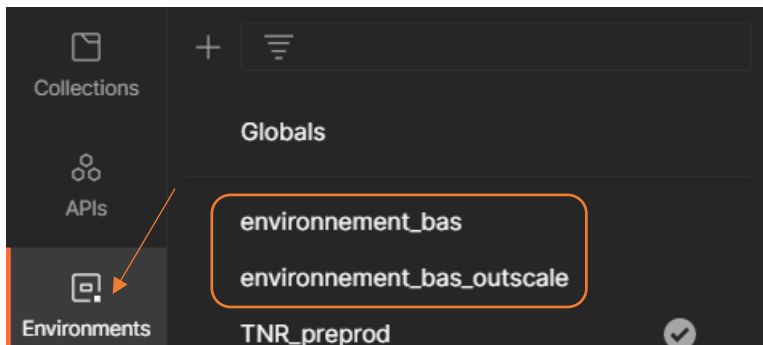 Collections
APIs
Environments
Globals
environnement_bas
environnement_bas_outscale
TNR_preprod